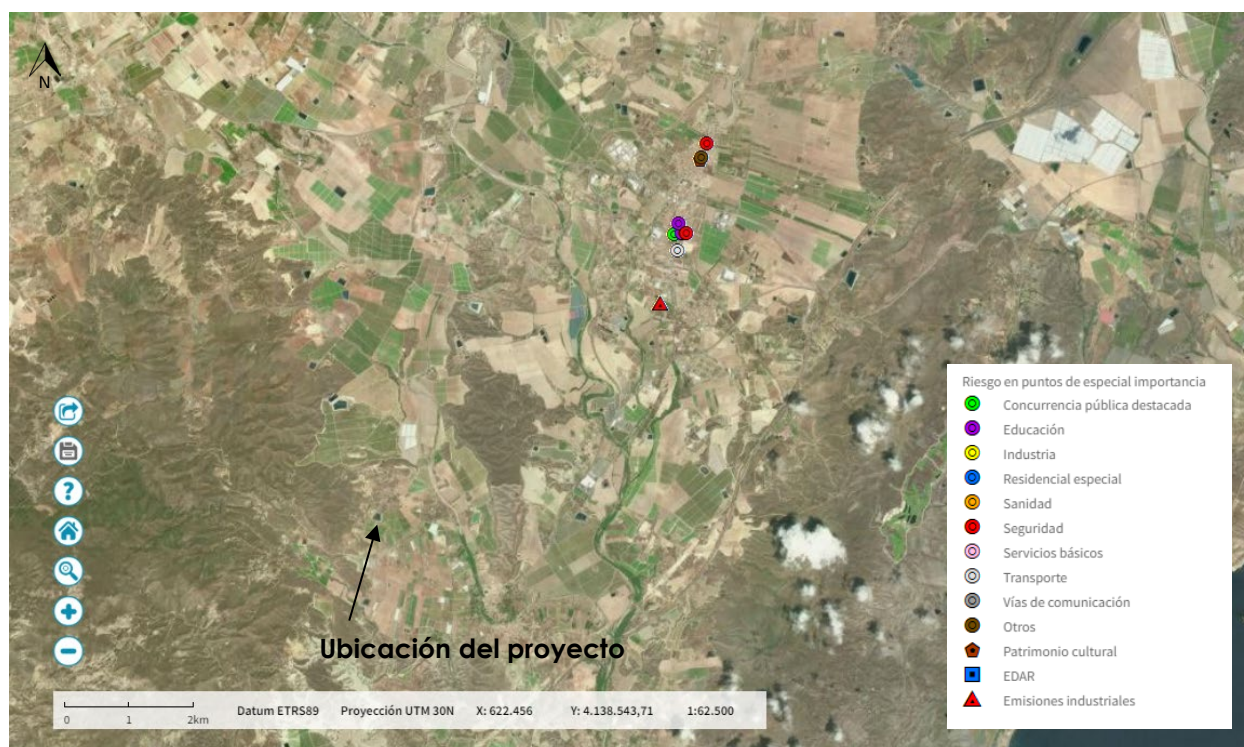 N
Riesgo en puntos de especial importancia
Concurrencia pública destacada
Educación
Industria
Residencial especial
Sanidad
Seguridad
Servicios básicos
Transporte
Vías de comunicación
Otros
Patrimonio cultural
EDAR
Emisiones industriales
?
Ubicación del proyecto
0 1 2km
Datum ETRS89 Proyección UTM 30N X: 622.456 Y: 4.138.543,71 1:62.500